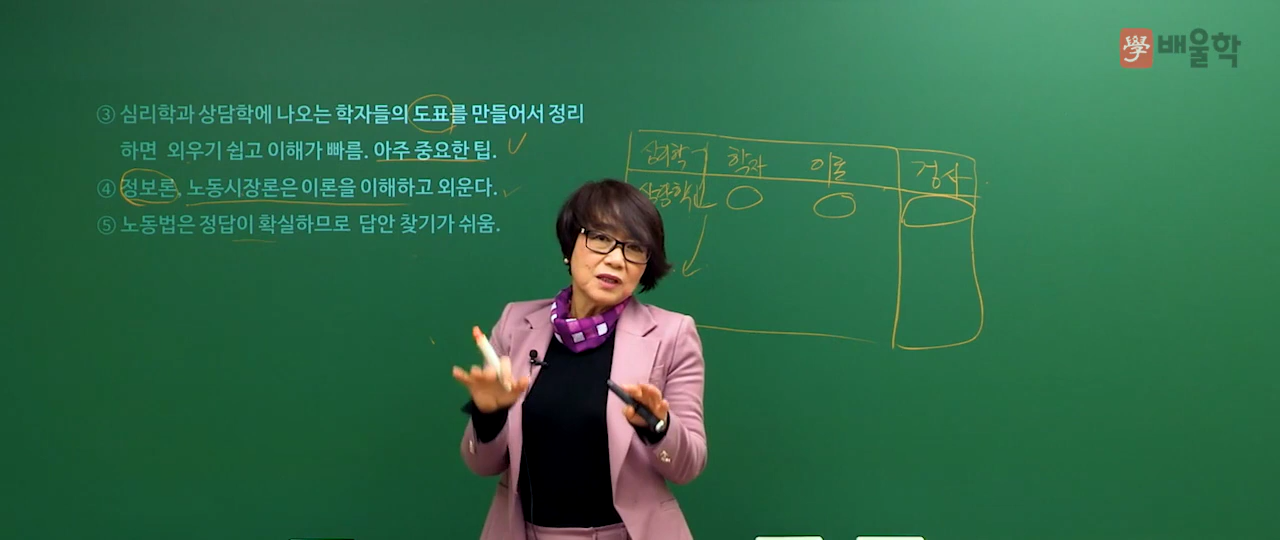 學 배울학
③ 심리학과 상담학에 나오는 학자들의 도표를 만들어서 정리
하면 외우기 쉽고 이해가 빠름. 아주 중요한 팁.
④ 정보론, 노동시장론은 이론을 이해하고 외운다.
⑤ 노동법은 정답이 확실하므로 답안 찾기가 쉬움.
심리학 학자 이론 검사
상담학